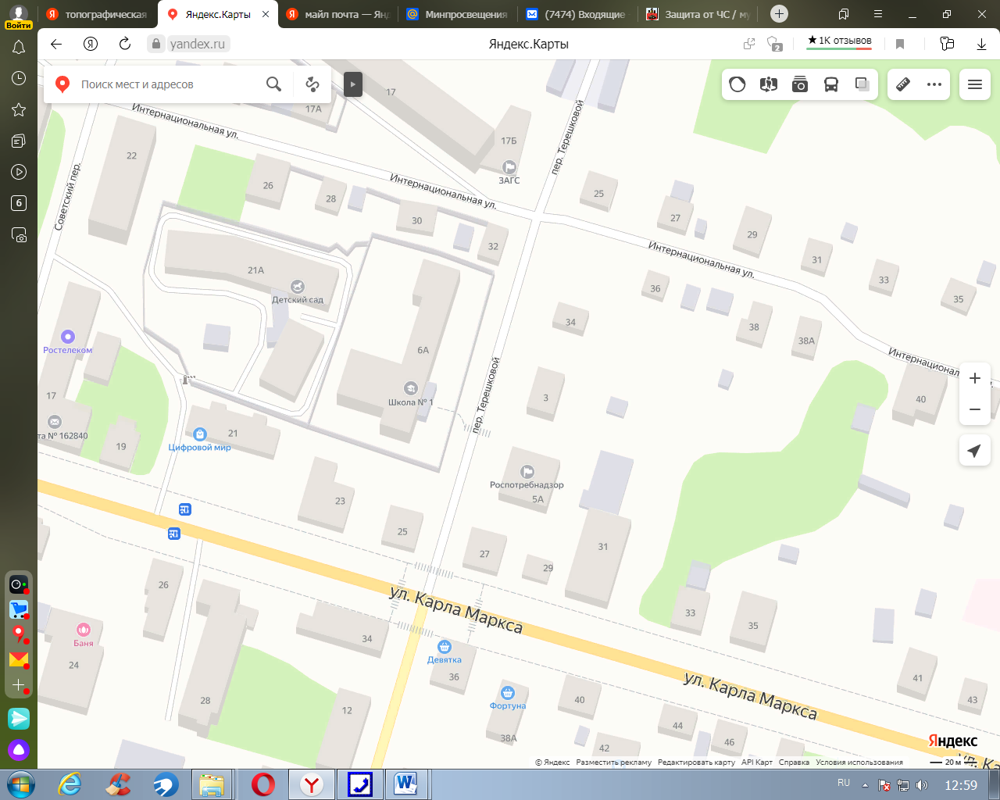 Войти
топографическая
Яндекс.Карты
майл почта — Янд
Минпросвещения
(7474) Входящие
Защита от ЧС / му
yandex.ru
Яндекс.Карты
2
★ 1К отзывов
6
Поиск мест и адресов
17
17А
Интернациональная ул.
22
17Б
ЗАГС
пер. Терешковой
Советский пер.
26
28
Интернациональная ул.
25
30
27
29
32
31
Интернациональная ул.
33
21А
Детский сад
36
35
34
38
38А
Ростелеком
6А
Интернациональная ул.
17
Школа № 1
3
40
пер. Терешковой
та № 162840
21
Цифровой мир
19
Роспотребнадзор
5А
23
25
27
29
31
26
ул. Карла Маркса
33
35
Баня
24
34
Девятка
36
41
43
ул. Карла Маркса
28
12
Фортуна
38А
40
44
46
42
Яндекс
© Яндекс Разместить рекламу Редактировать карту API Карт Справка Условия использования
20 м
ул. Ка
RU
12:59